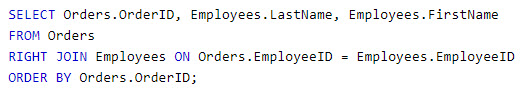 SELECT Orders.OrderID, Employees.LastName, Employees.FirstName
FROM Orders
RIGHT JOIN Employees ON Orders.EmployeeID = Employees.EmployeeID
ORDER BY Orders.OrderID;